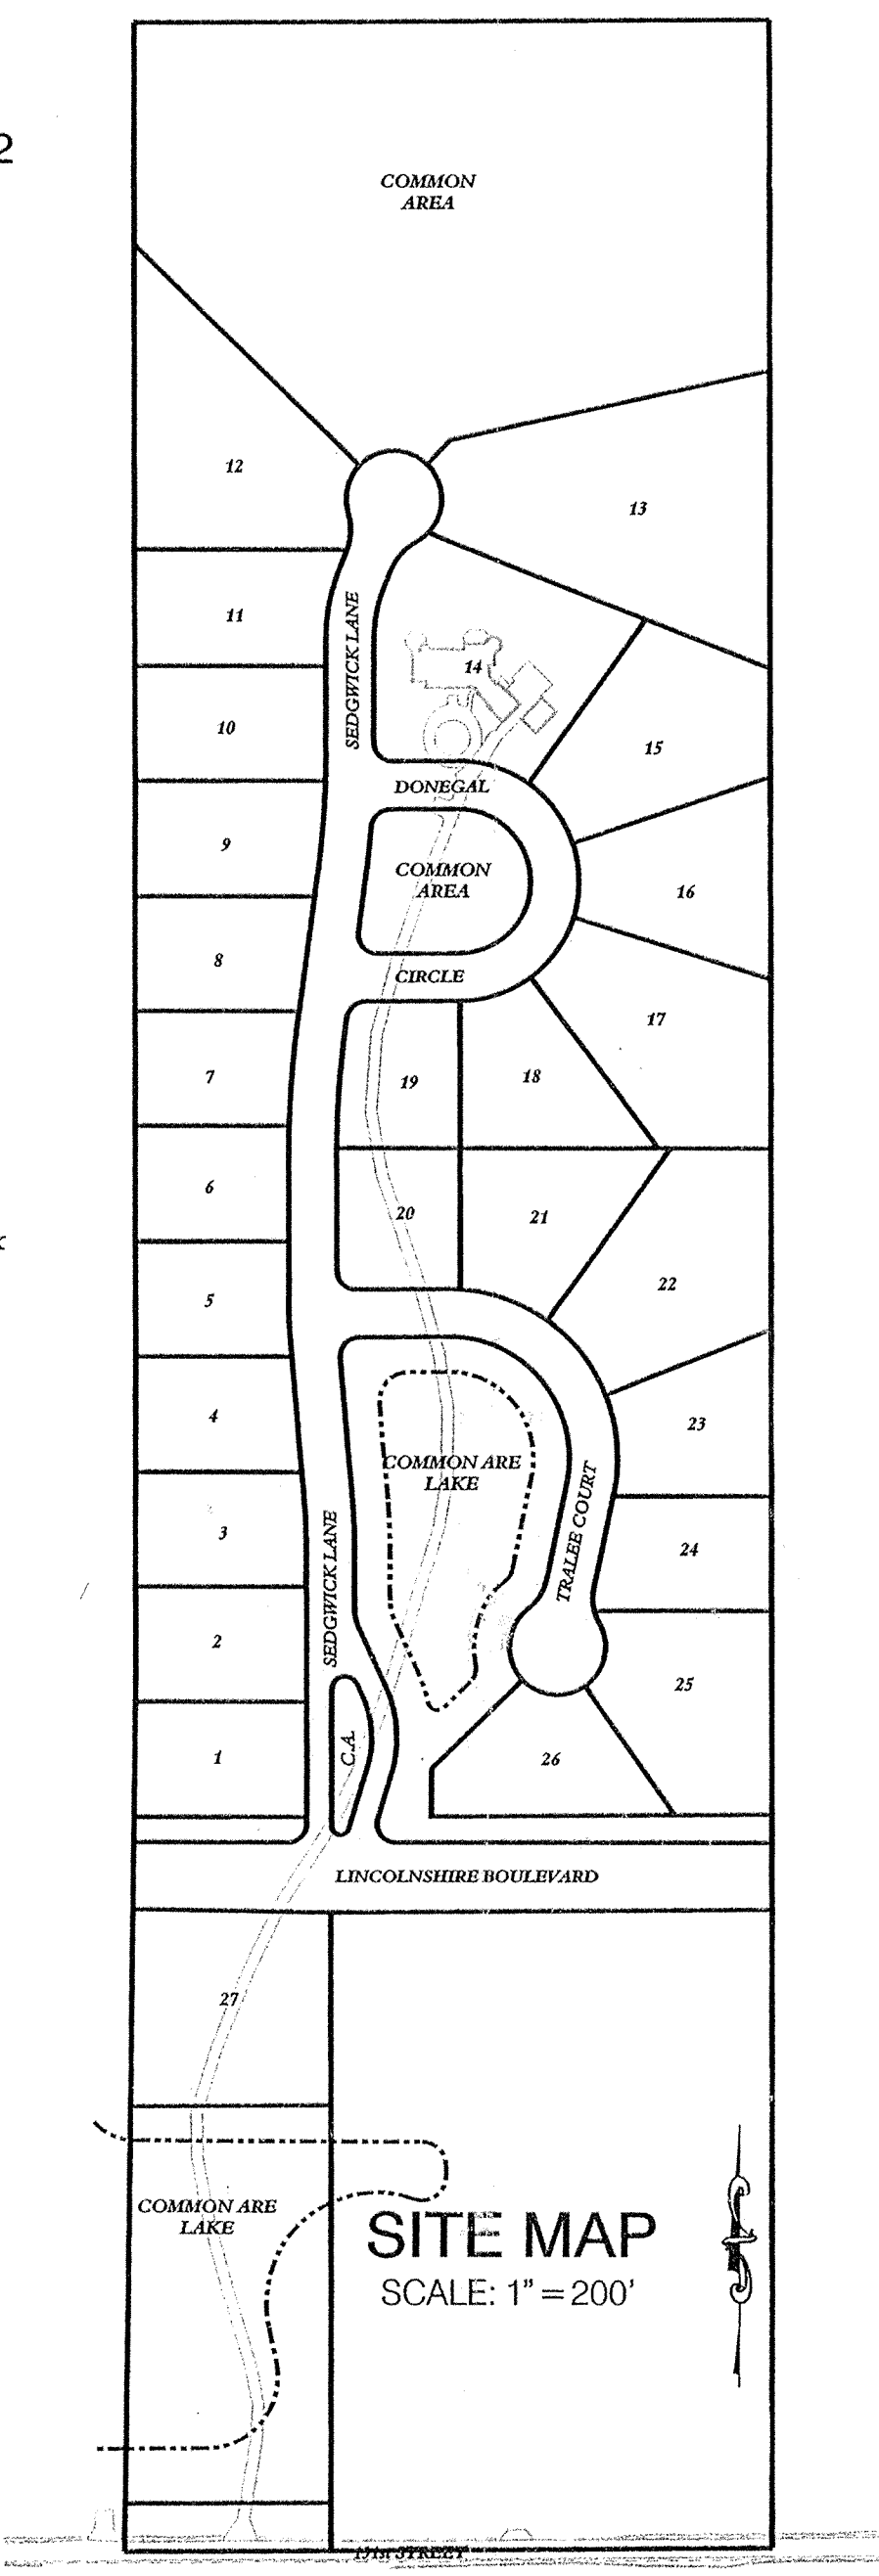 2
COMMON
AREA
12
13
11
SEDGWICK LANE
14
10
15
DONEGAL
9
COMMON
AREA
16
8
CIRCLE
17
7
19
18
6
20
21
5
22
4
23
COMMON ARE
LAKE
3
SEDGWICK LANE
TRALEE COURT
24
2
25
1
C.A.
26
LINCOLNSHIRE BOULEVARD
27
COMMON ARE
LAKE
SITE MAP
SCALE: 1” = 200’
STREET